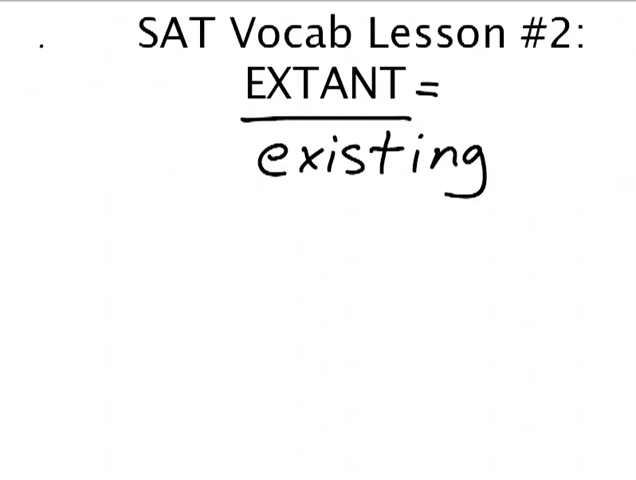 SAT Vocab Lesson #2:
EXTANT =
existing